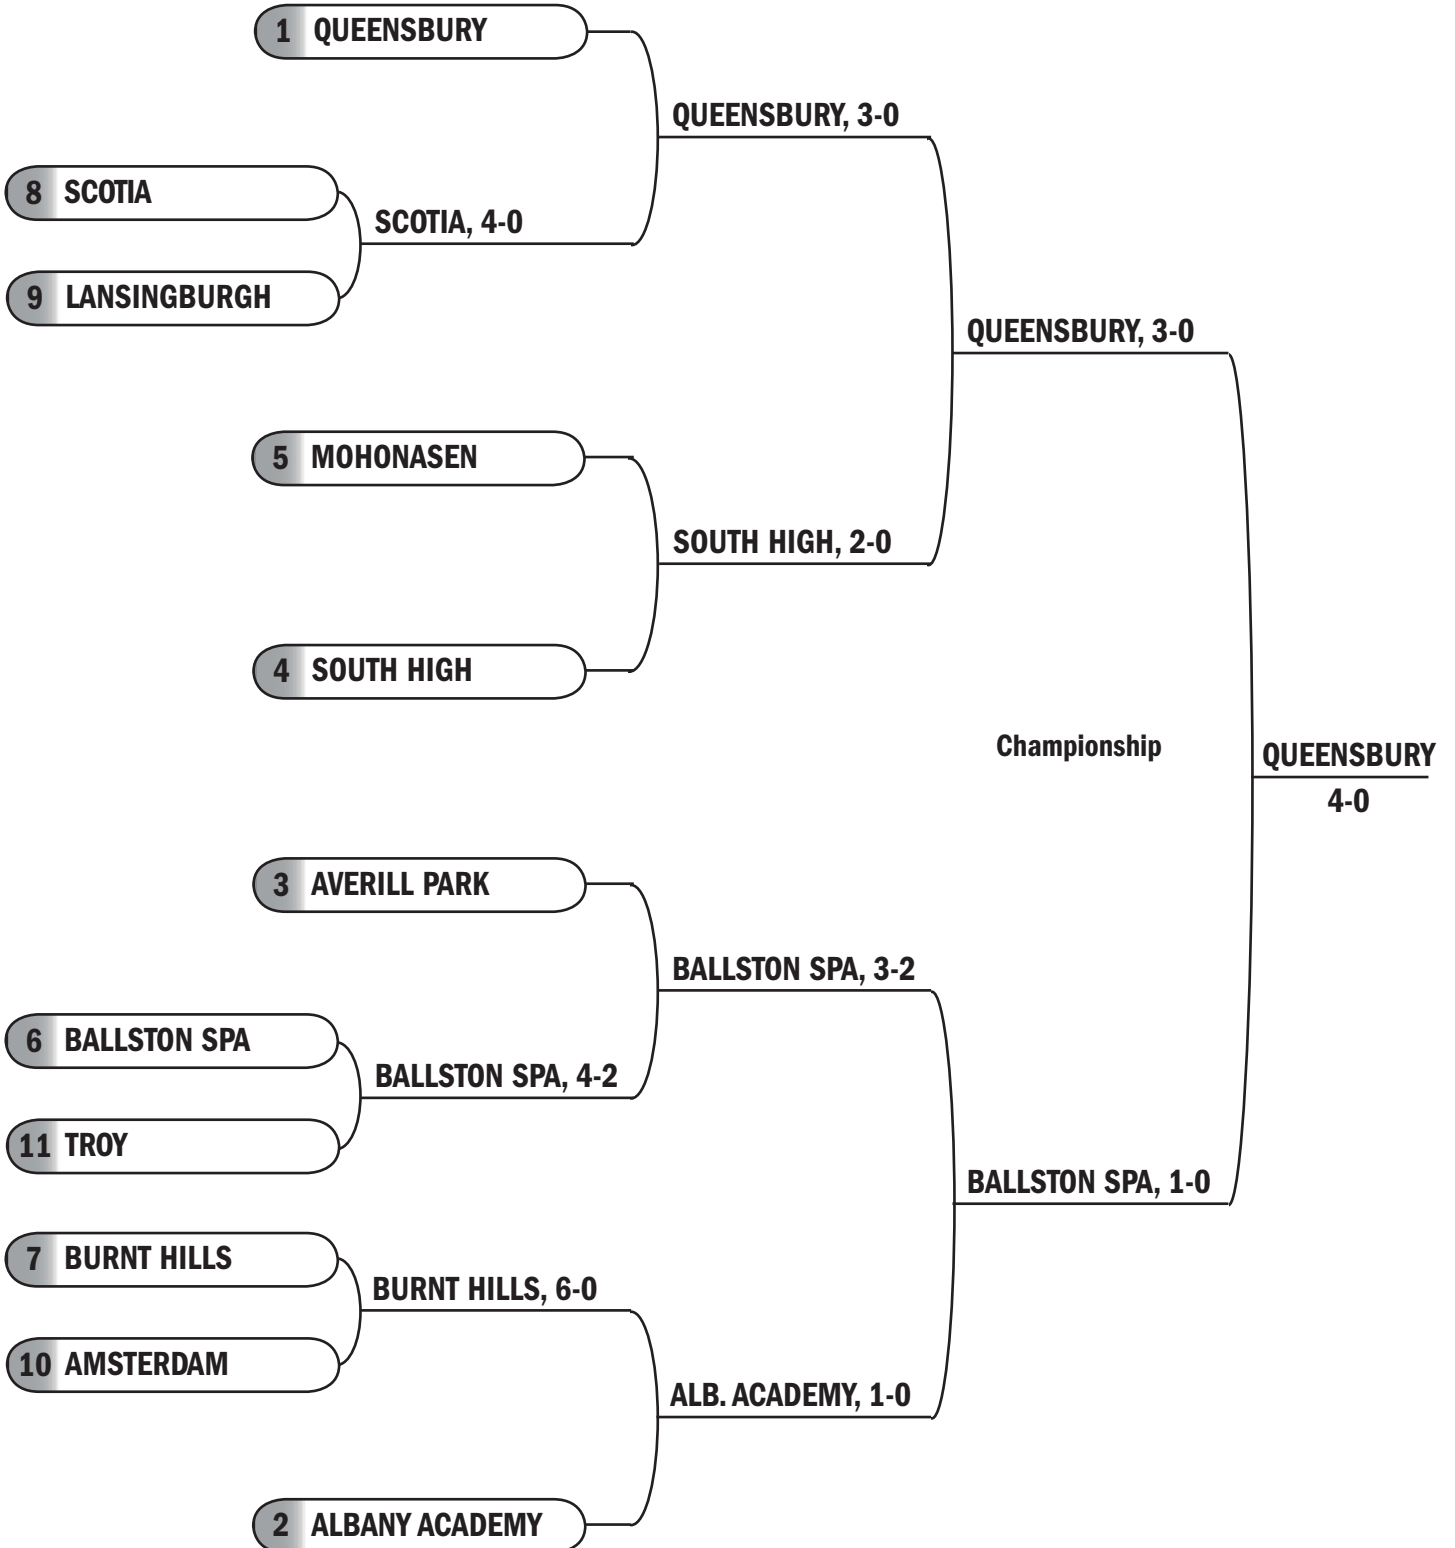 1 QUEENSBURY
QUEENSBURY, 3-0
8 SCOTIA
SCOTIA, 4-0
9 LANSINGBURGH
QUEENSBURY, 3-0
5 MOHONASEN
SOUTH HIGH, 2-0
4 SOUTH HIGH
Championship
QUEENSBURY
4-0
3 AVERILL PARK
BALLSTON SPA, 3-2
6 BALLSTON SPA
BALLSTON SPA, 4-2
11 TROY
BALLSTON SPA, 1-0
7 BURNT HILLS
BURNT HILLS, 6-0
10 AMSTERDAM
ALB. ACADEMY, 1-0
2 ALBANY ACADEMY